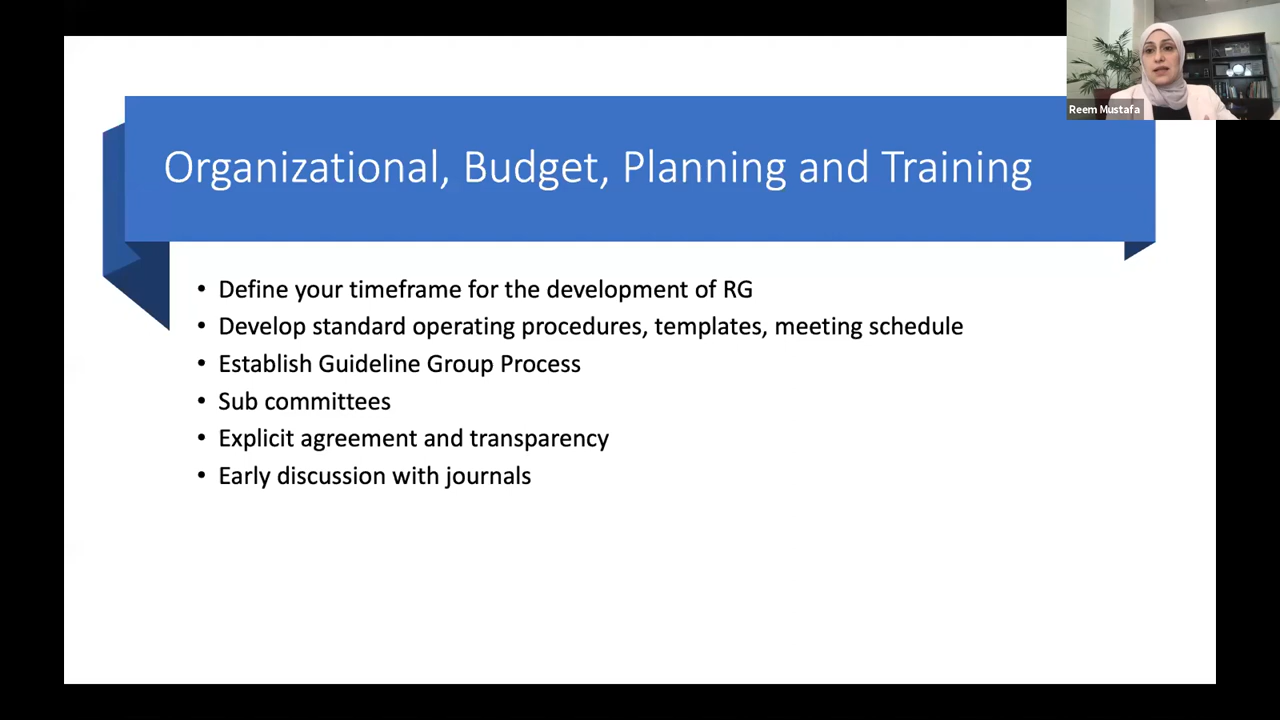 Reem Mustafa
Organizational, Budget, Planning and Training
• Define your timeframe for the development of RG
• Develop standard operating procedures, templates, meeting schedule
• Establish Guideline Group Process
• Sub committees
• Explicit agreement and transparency
• Early discussion with journals